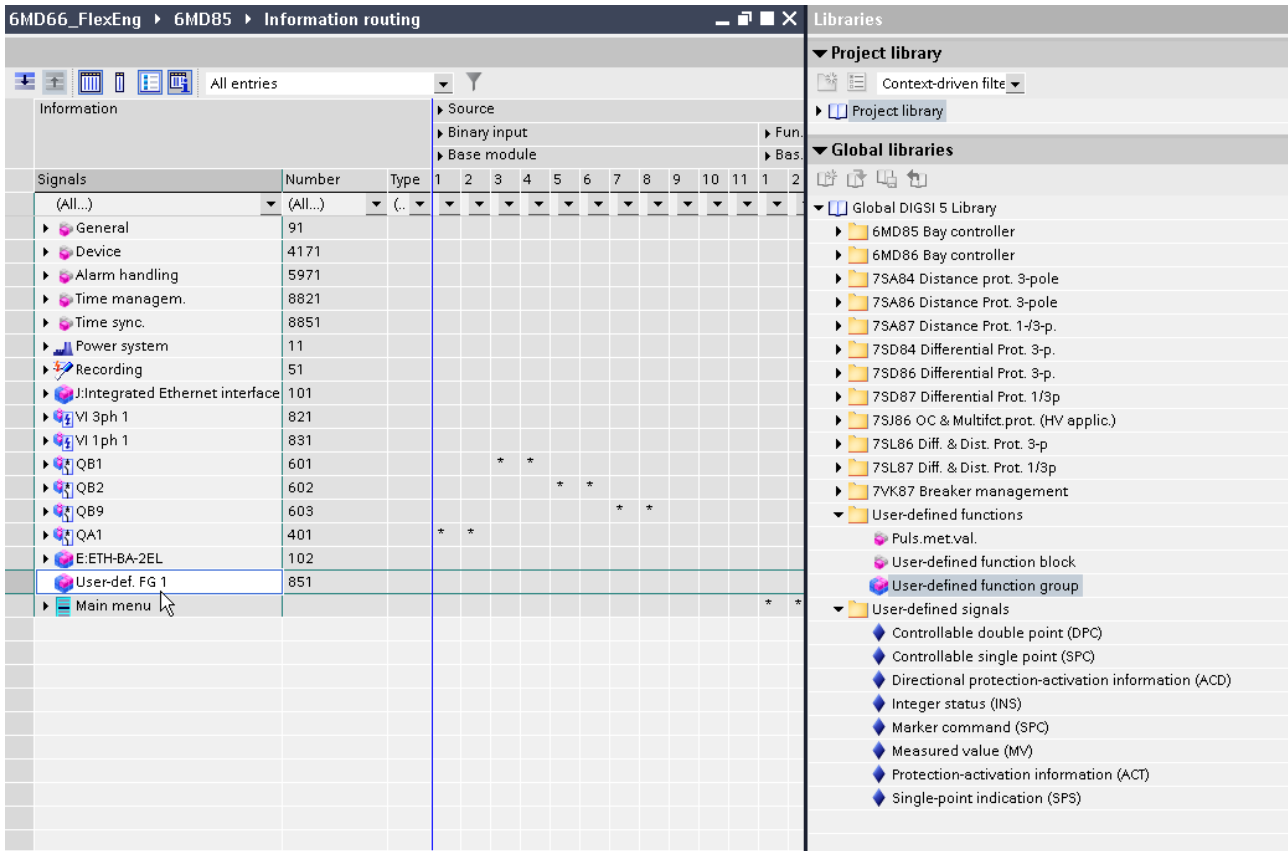 6MD66_FlexEng ▸ 6MD85 ▸ Information routing
All entries
Information
Source
Binary input
Fun.
Base module
Bas.
Signals Number Type 1 2 3 4 5 6 7 8 9 10 11 1 2
(All...) (All...) (..
General 91
Device 4171
Alarm handling 5971
Time managem. 8821
Time sync. 8851
Power system 11
Recording 51
J:Integrated Ethernet interface 101
VI 3ph 1 821
VI 1ph 1 831
QB1 601 * *
QB2 602 * *
QB9 603 * *
QA1 401 * *
E:ETH-BA-2EL 102
User-def. FG 1 851
Main menu * *
Libraries
Project library
Context-driven filte
Project library
Global libraries
Global DIGSI 5 Library
6MD85 Bay controller
6MD86 Bay controller
7SA84 Distance prot. 3-pole
7SA86 Distance Prot. 3-pole
7SA87 Distance Prot. 1-/3-p.
7SD84 Differential Prot. 3-p.
7SD86 Differential Prot. 3-p.
7SD87 Differential Prot. 1/3p
7SJ86 OC & Multifct.prot. (HV applic.)
7SL86 Diff. & Dist. Prot. 3-p
7SL87 Diff. & Dist. Prot. 1/3p
7VK87 Breaker management
User-defined functions
Puls.met.val.
User-defined function block
User-defined function group
User-defined signals
Controllable double point (DPC)
Controllable single point (SPC)
Directional protection-activation information (ACD)
Integer status (INS)
Marker command (SPC)
Measured value (MV)
Protection-activation information (ACT)
Single-point indication (SPS)